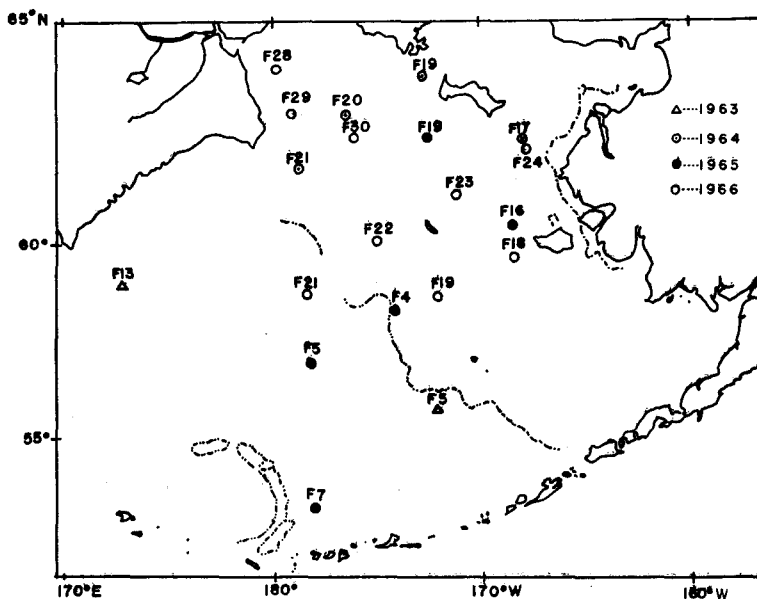 65°N
F28
F19
F29
F20
F30
F19
F17
F24
F21
F23
F22
F16
F18
60°
F13
F21
F4
F19
F5
F5
55°
F7
△----1963
⊙----1964
●----1965
○----1966
170°E
180°
170°W
160°W